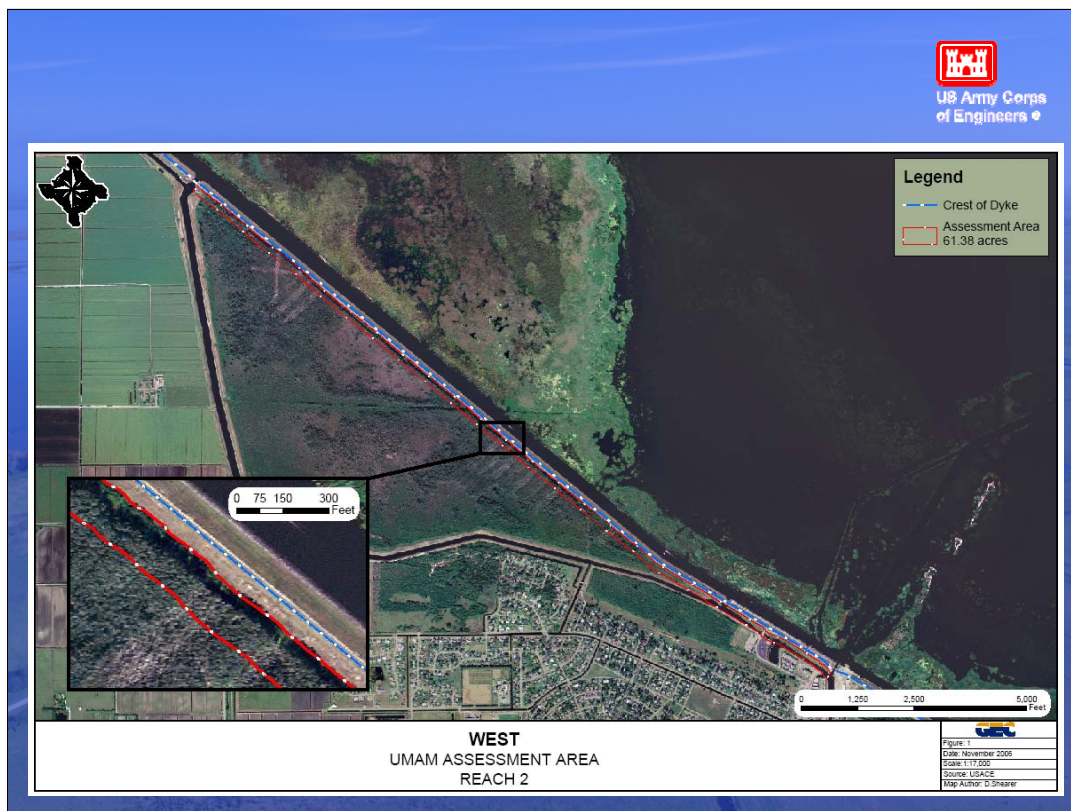 US Army Corps
of Engineers ®
Legend
Crest of Dyke
Assessment Area
61.38 acres
0 75 150 300
Feet
0 1,250 2,500 5,000
Feet
WEST
UMAM ASSESSMENT AREA
REACH 2
GEC
Figure: 1
Date: November 2006
Scale: 1:17,000
Source: USACE
Map Author: D.Shearer